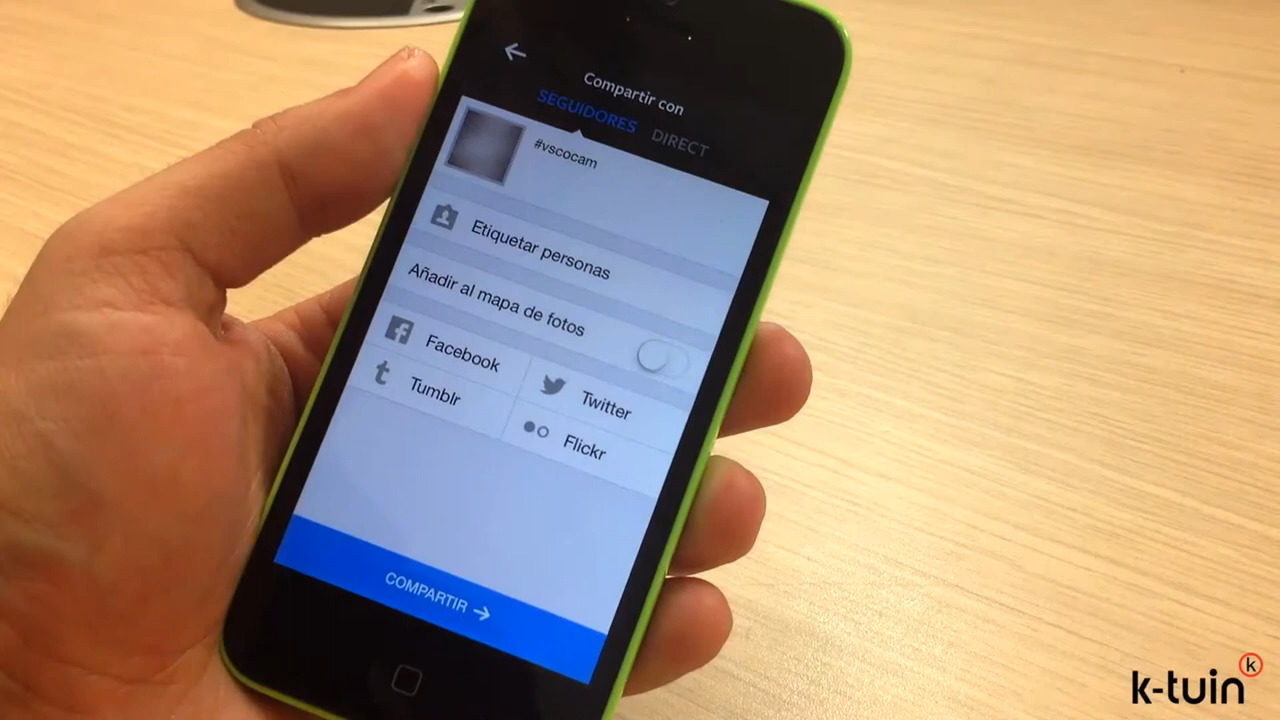 Compartir con
SEGUIDORES DIRECT
#vscocam
Etiquetar personas
Añadir al mapa de fotos
Facebook
Twitter
Tumblr
Flickr
COMPARTIR
k-tuin k